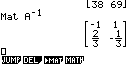 [38 69]
Mat A⁻¹
[-1 1]
[2/3 -1/3]
JUMP DEL ▶MAT MATH